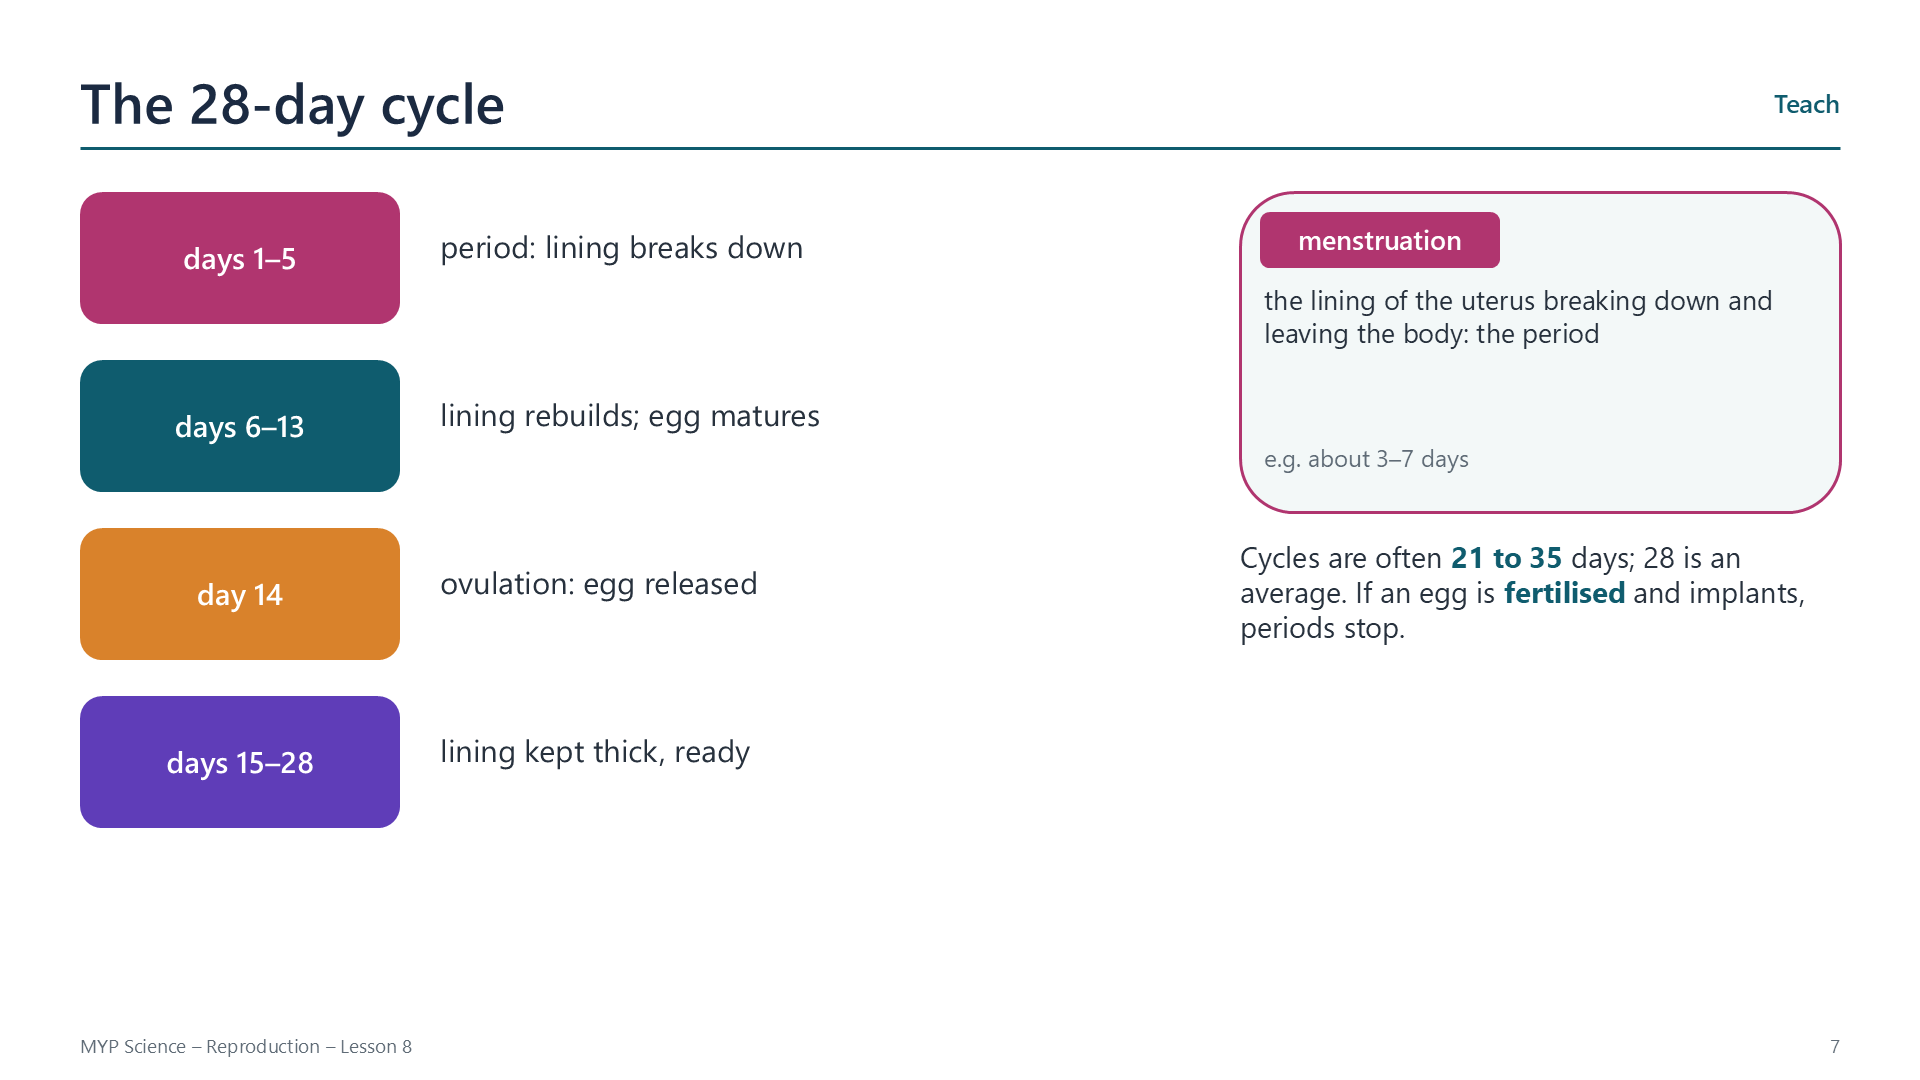 The 28-day cycle
Teach
days 1–5
period: lining breaks down
days 6–13
lining rebuilds; egg matures
day 14
ovulation: egg released
days 15–28
lining kept thick, ready
menstruation
the lining of the uterus breaking down and
leaving the body: the period
e.g. about 3–7 days
Cycles are often 21 to 35 days; 28 is an
average. If an egg is fertilised and implants,
periods stop.
MYP Science – Reproduction – Lesson 8
7